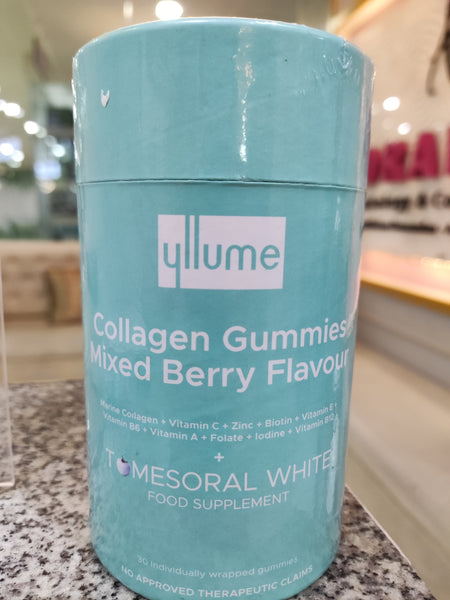 yllume
Collagen Gummies
Mixed Berry Flavour
Marine Collagen + Vitamin C + Zinc + Biotin + Vitamin E +
Vitamin B6 + Vitamin A + Folate + Iodine + Vitamin B12
+
TOMESORAL WHITE
FOOD SUPPLEMENT
30 individually wrapped gummies
NO APPROVED THERAPEUTIC CLAIMS